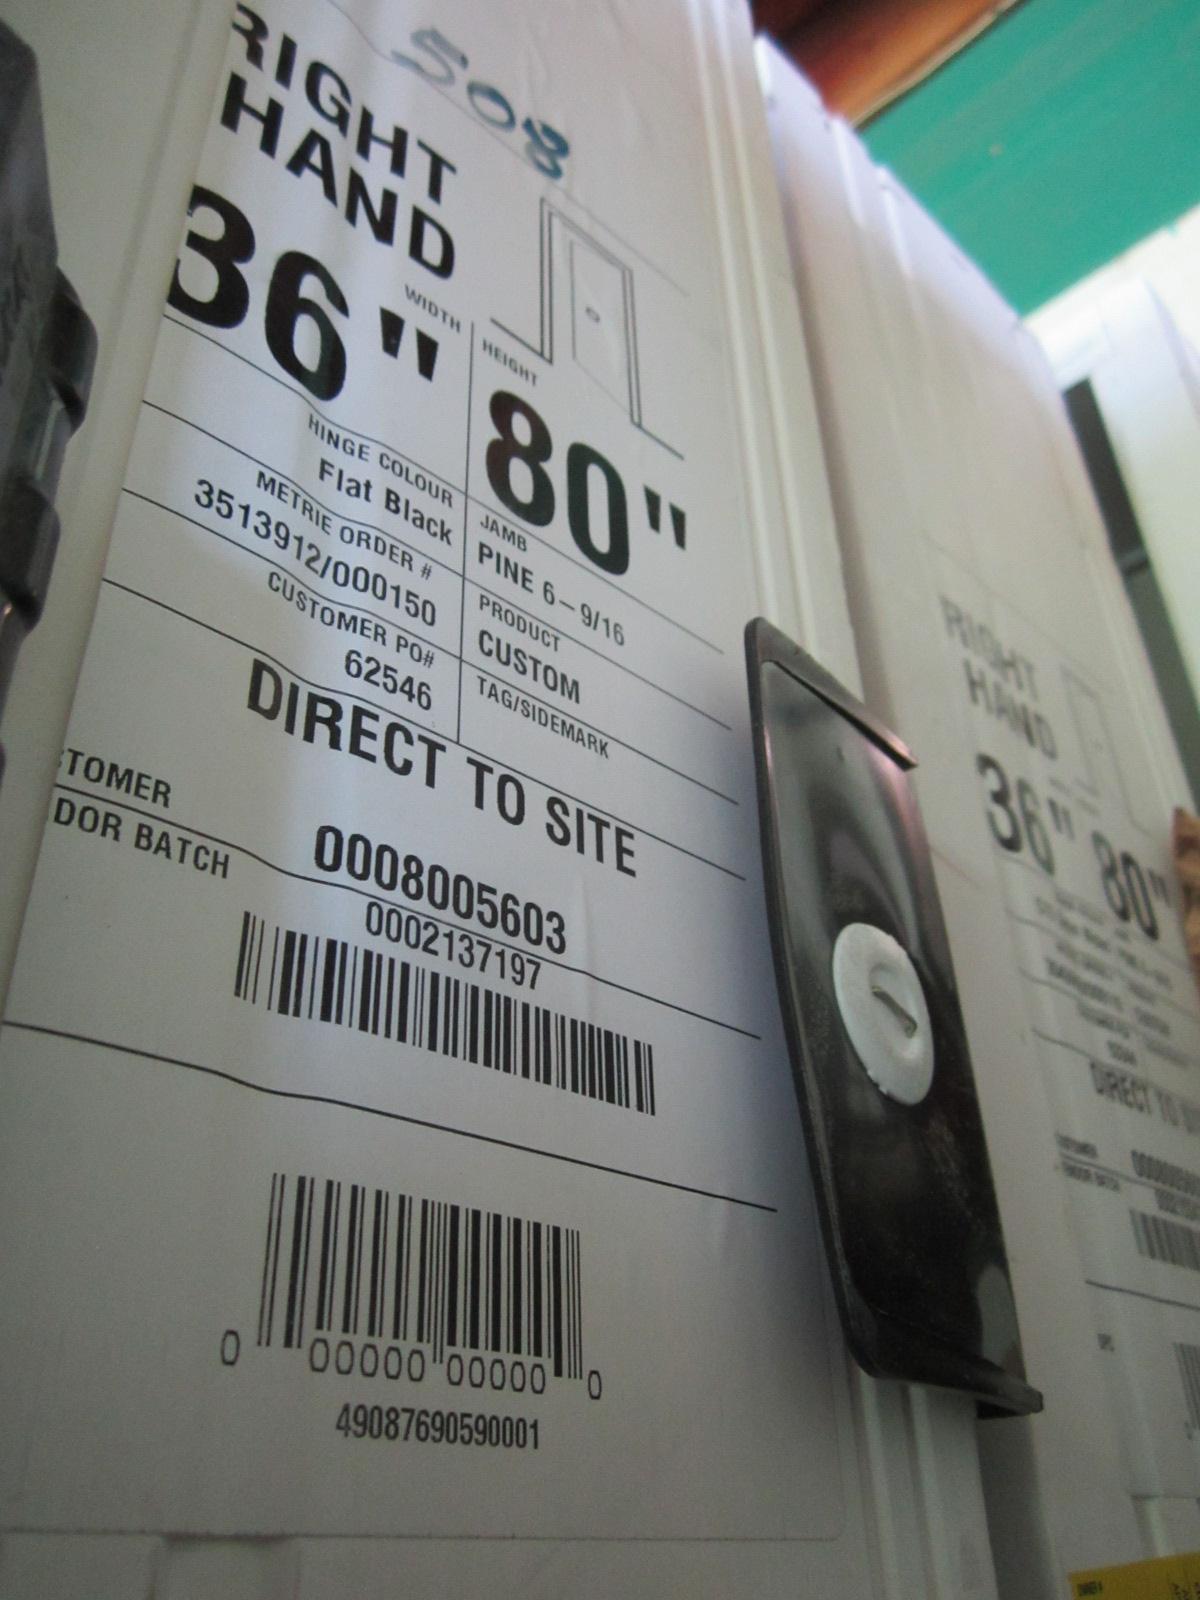 508
RIGHT
HAND
WIDTH
36"
HEIGHT
80"
HINGE COLOUR
Flat Black
JAMB
PINE 6-9/16
METRIE ORDER #
3513912/000150
PRODUCT
CUSTOM
CUSTOMER PO#
62546
TAG/SIDEMARK
DIRECT TO SITE
TOMER
0008005603
DOR BATCH
0002137197
0 00000 00000 0
49087690590001
RIGHT
HAND
36" 80"
DIRECT TO